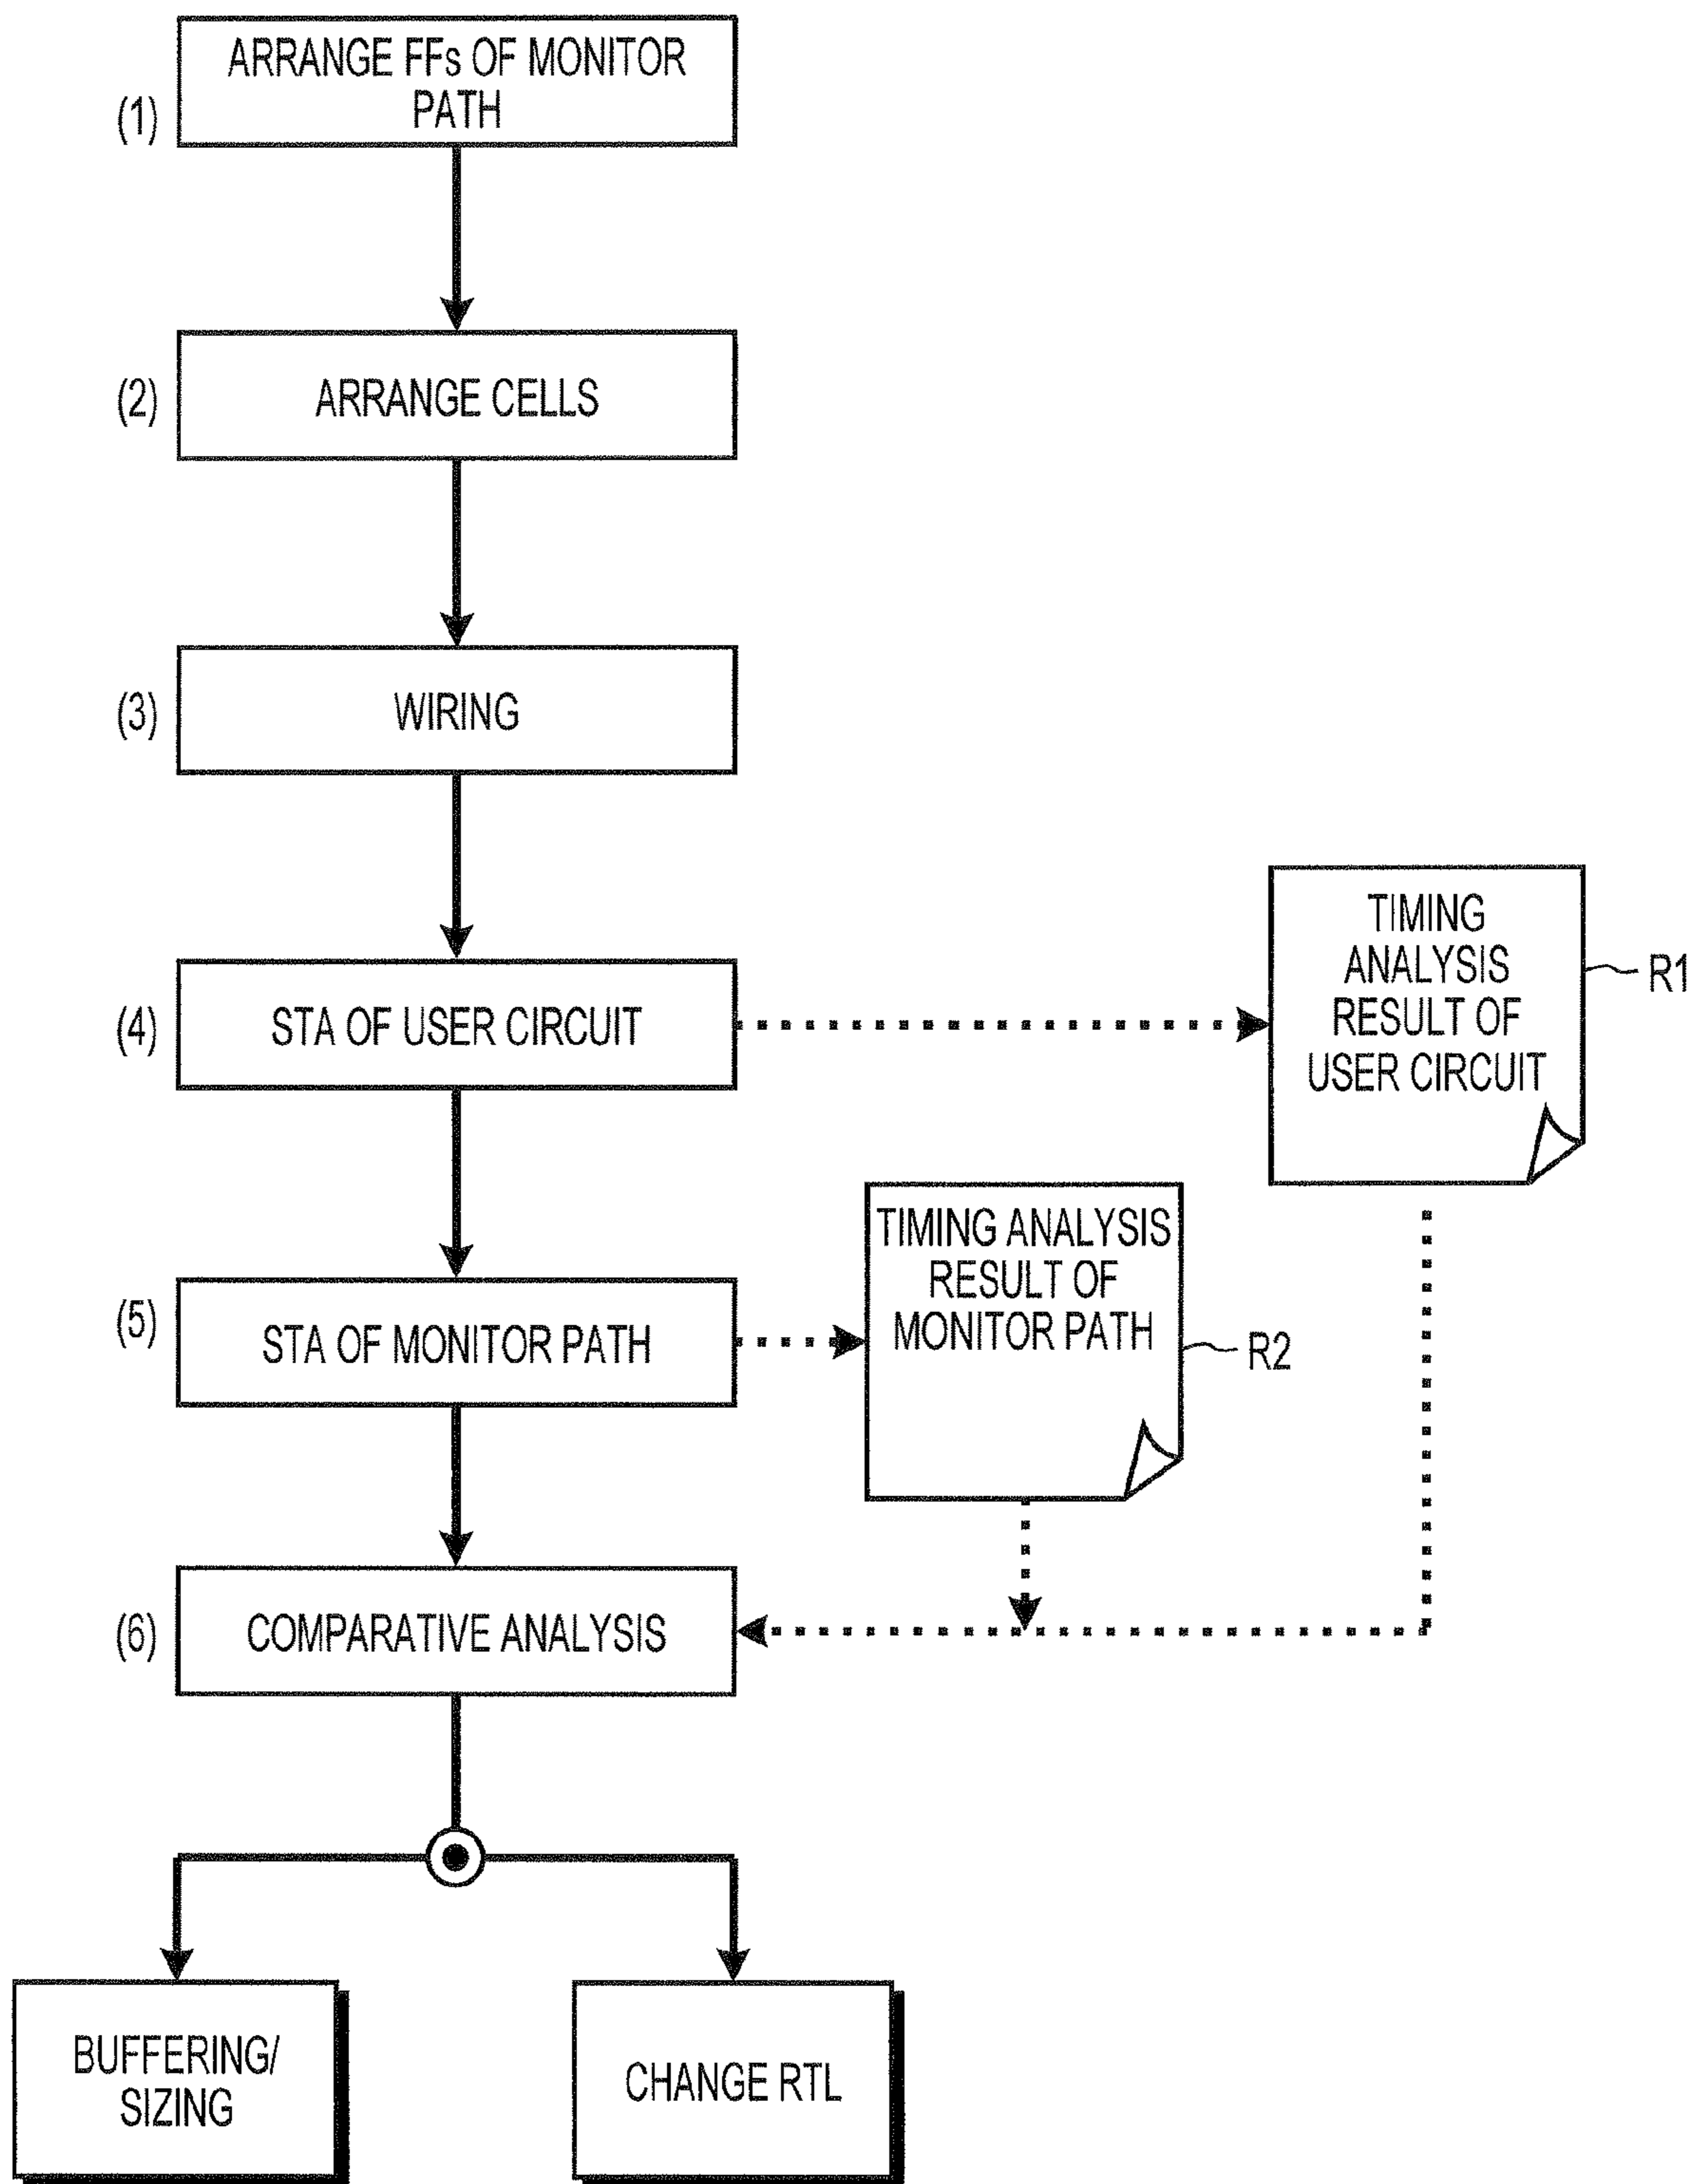 ARRANGE FFs OF MONITOR
PATH
(1)
ARRANGE CELLS
(2)
WIRING
(3)
TIMING
ANALYSIS
RESULT OF
USER CIRCUIT
R1
STA OF USER CIRCUIT
(4)
TIMING ANALYSIS
RESULT OF
MONITOR PATH
R2
STA OF MONITOR PATH
(5)
COMPARATIVE ANALYSIS
(6)
BUFFERING/
SIZING
CHANGE RTL